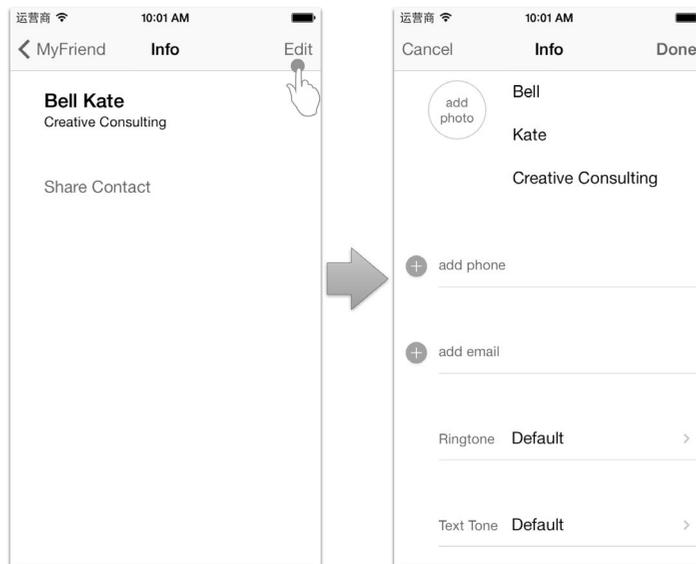 运营商 10:01 AM
MyFriend Info Edit
Bell Kate
Creative Consulting
Share Contact
运营商 10:01 AM
Cancel Info Done
add photo
Bell
Kate
Creative Consulting
add phone
add email
Ringtone Default
Text Tone Default